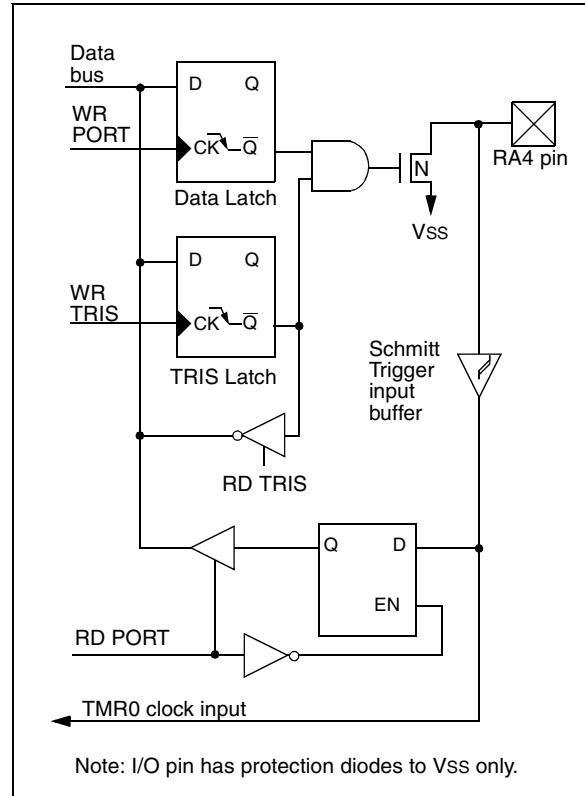 Data
bus
D Q
WR
PORT
CK Q
N
RA4 pin
Data Latch
VSS
D Q
WR
TRIS
CK Q
Schmitt
Trigger
input
buffer
TRIS Latch
RD TRIS
Q D
EN
RD PORT
TMR0 clock input
Note: I/O pin has protection diodes to VSS only.